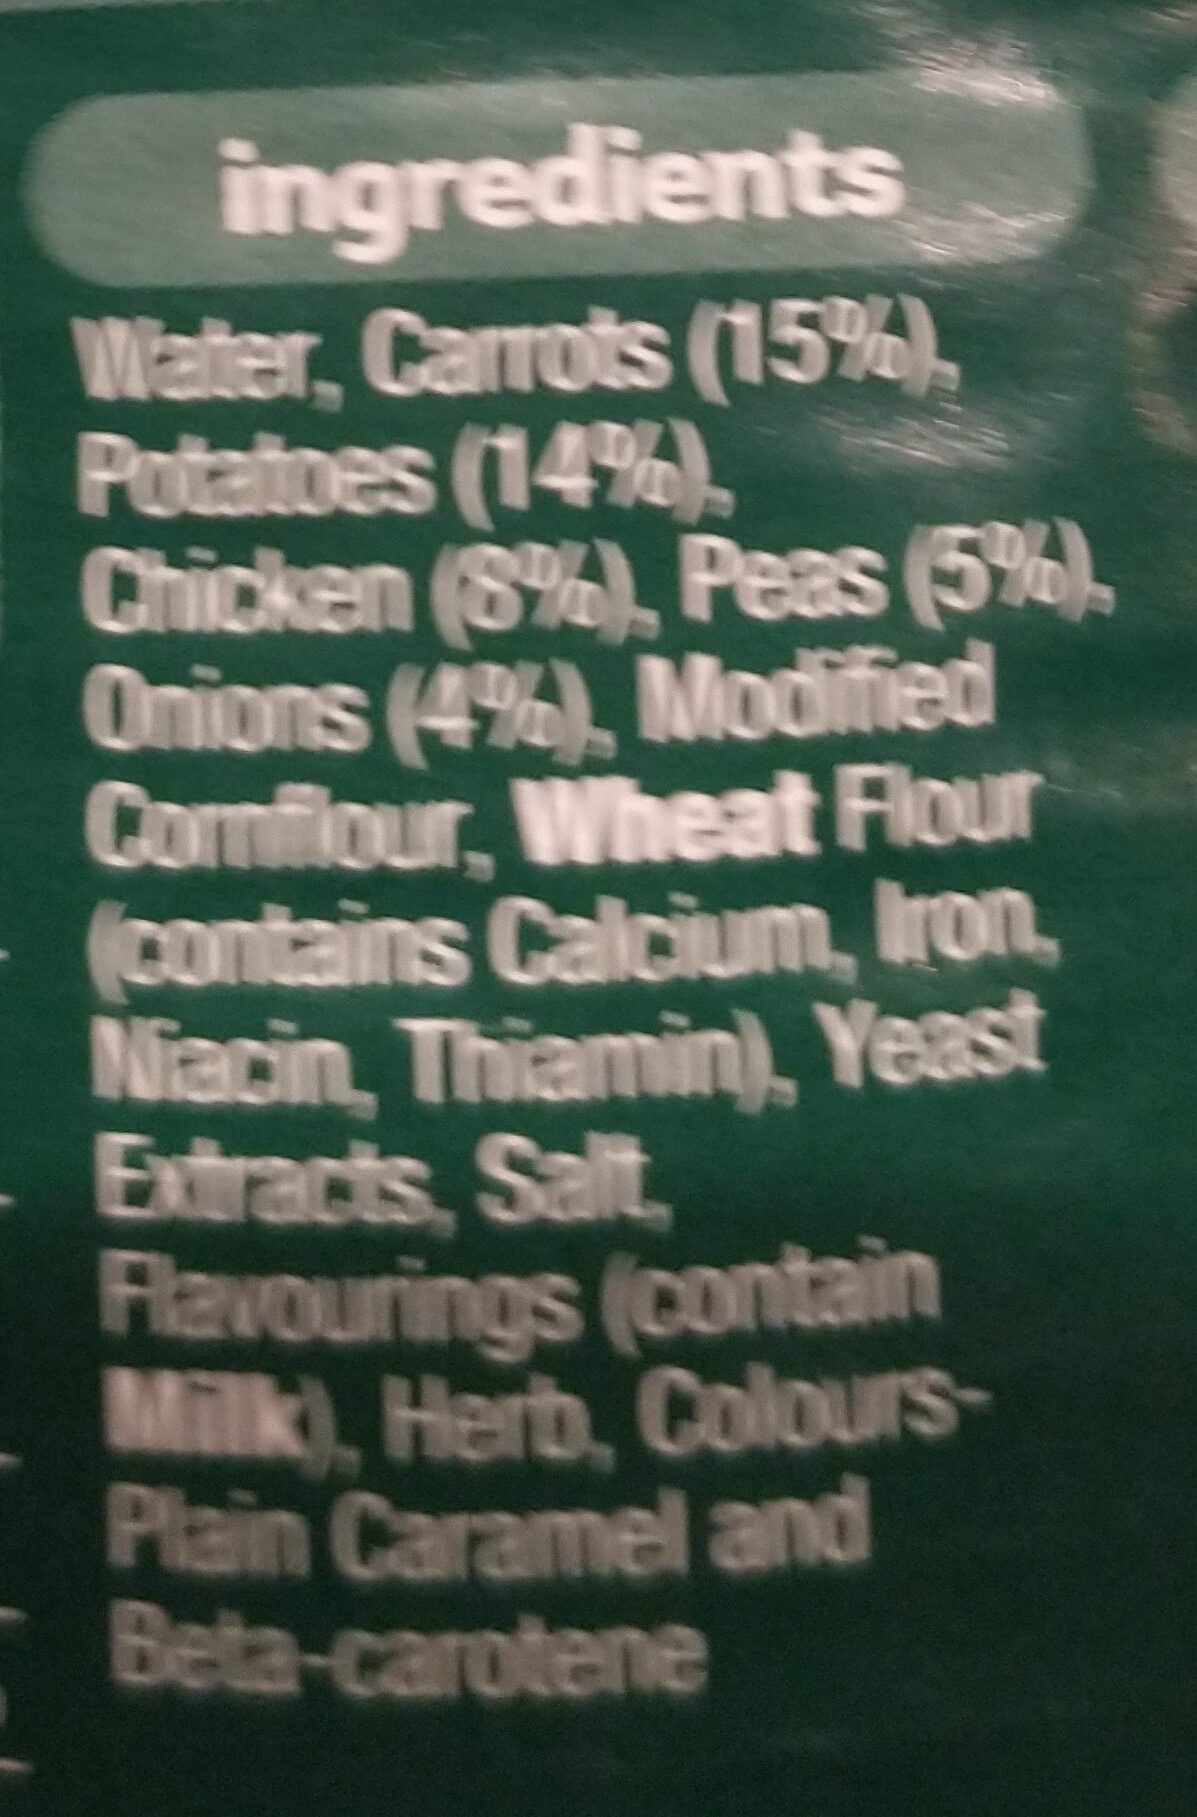 ingredients
Water, Carrots (15%),
Potatoes (14%),
Chicken (8%), Peas (5%),
Onions (4%), Modified
Cornflour, Wheat Flour
(contains Calcium, Iron,
Niacin, Thiamin), Yeast
Extracts, Salt,
Flavourings (contain
Milk), Herb, Colours-
Plain Caramel and
Beta-carotene